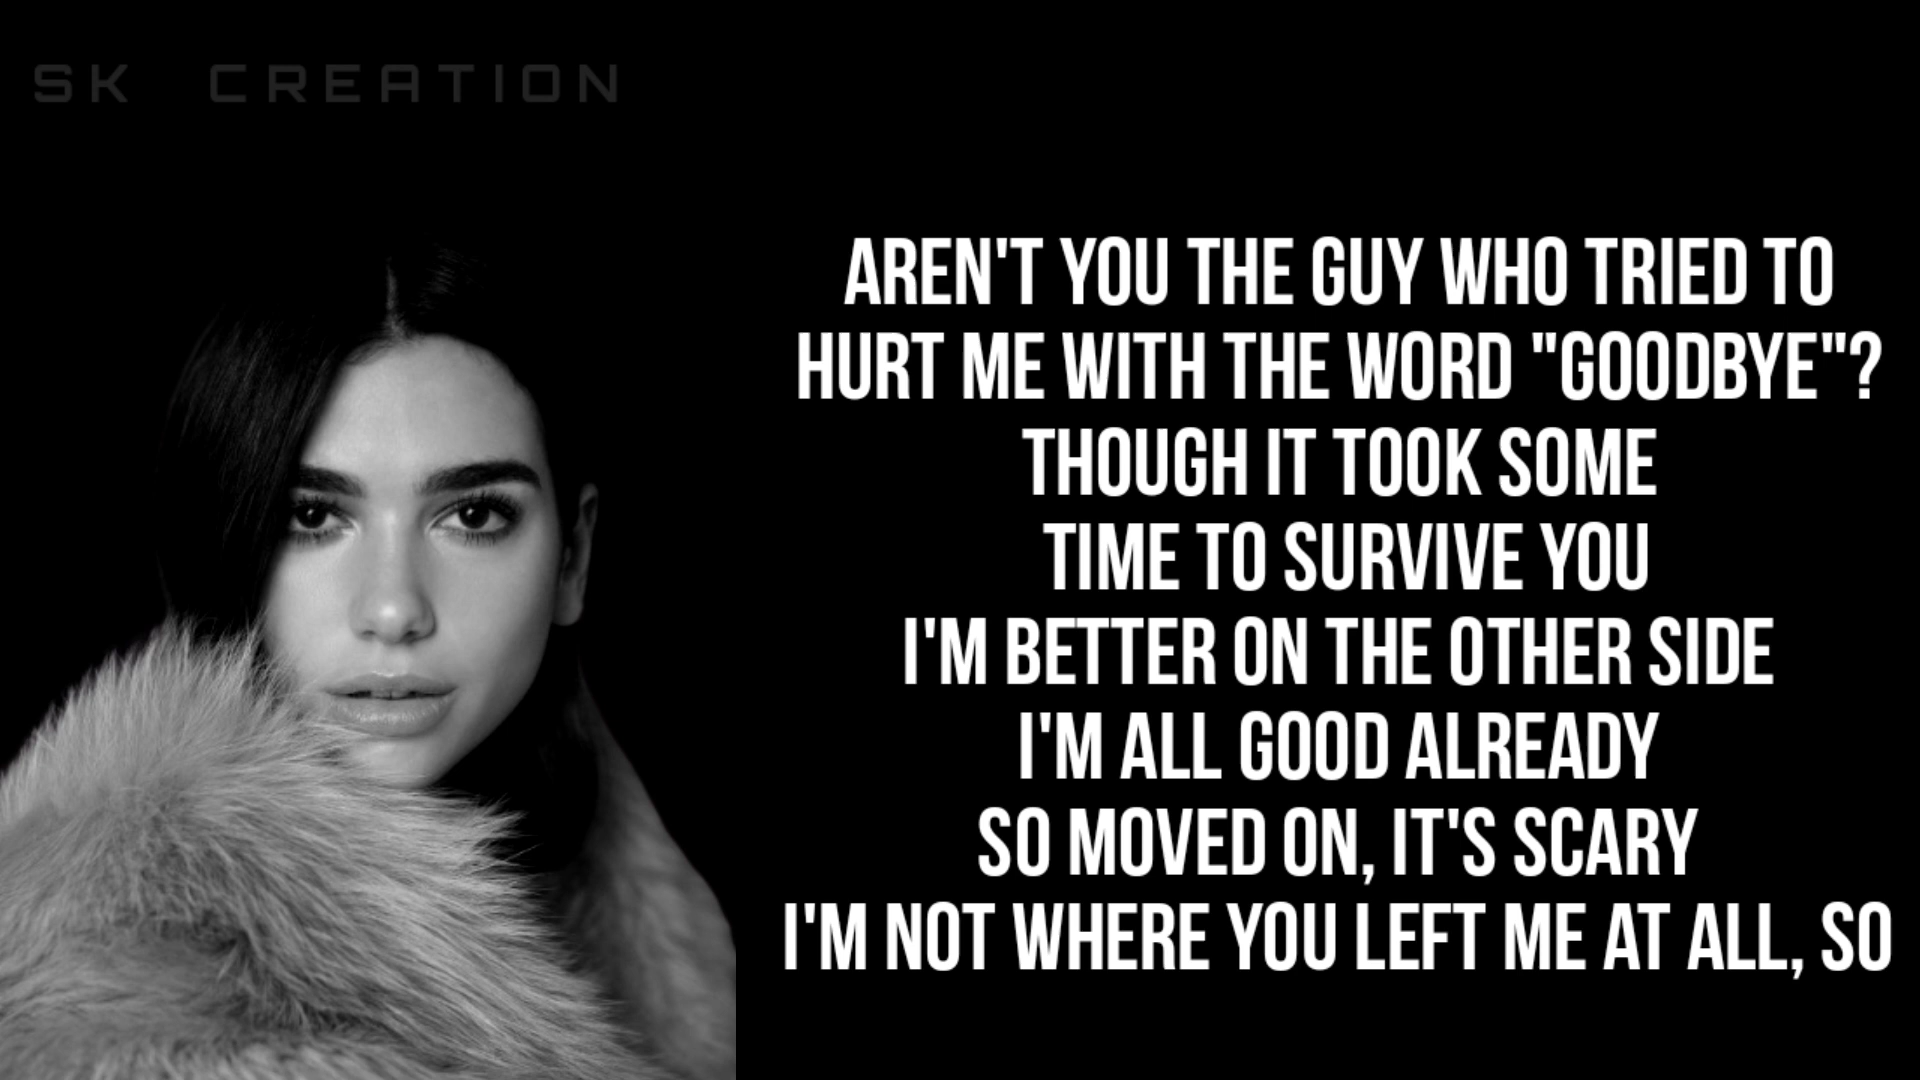 SK CREATION
AREN'T YOU THE GUY WHO TRIED TO
HURT ME WITH THE WORD "GOODBYE"?
THOUGH IT TOOK SOME
TIME TO SURVIVE YOU
I'M BETTER ON THE OTHER SIDE
I'M ALL GOOD ALREADY
SO MOVED ON, IT'S SCARY
I'M NOT WHERE YOU LEFT ME AT ALL, SO